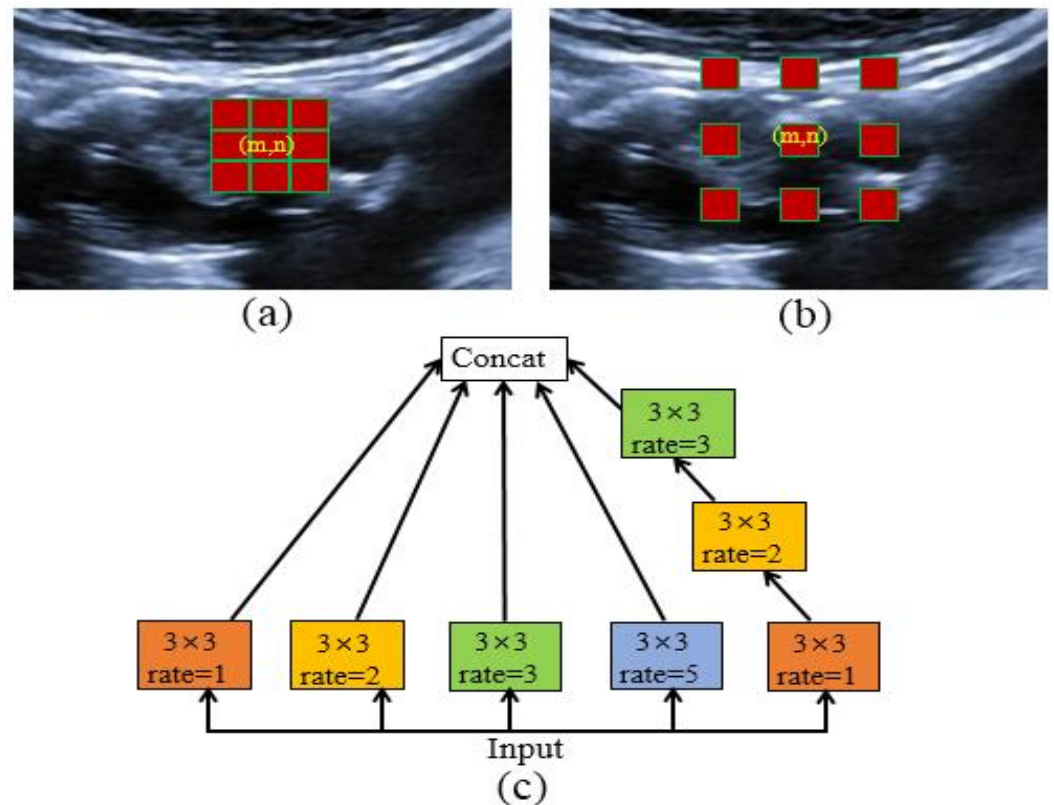 (m,n)
(m,n)
(a)
(b)
Concat
3×3
rate=3
3×3
rate=2
3×3
rate=1
3×3
rate=2
3×3
rate=3
3×3
rate=5
3×3
rate=1
Input
(c)